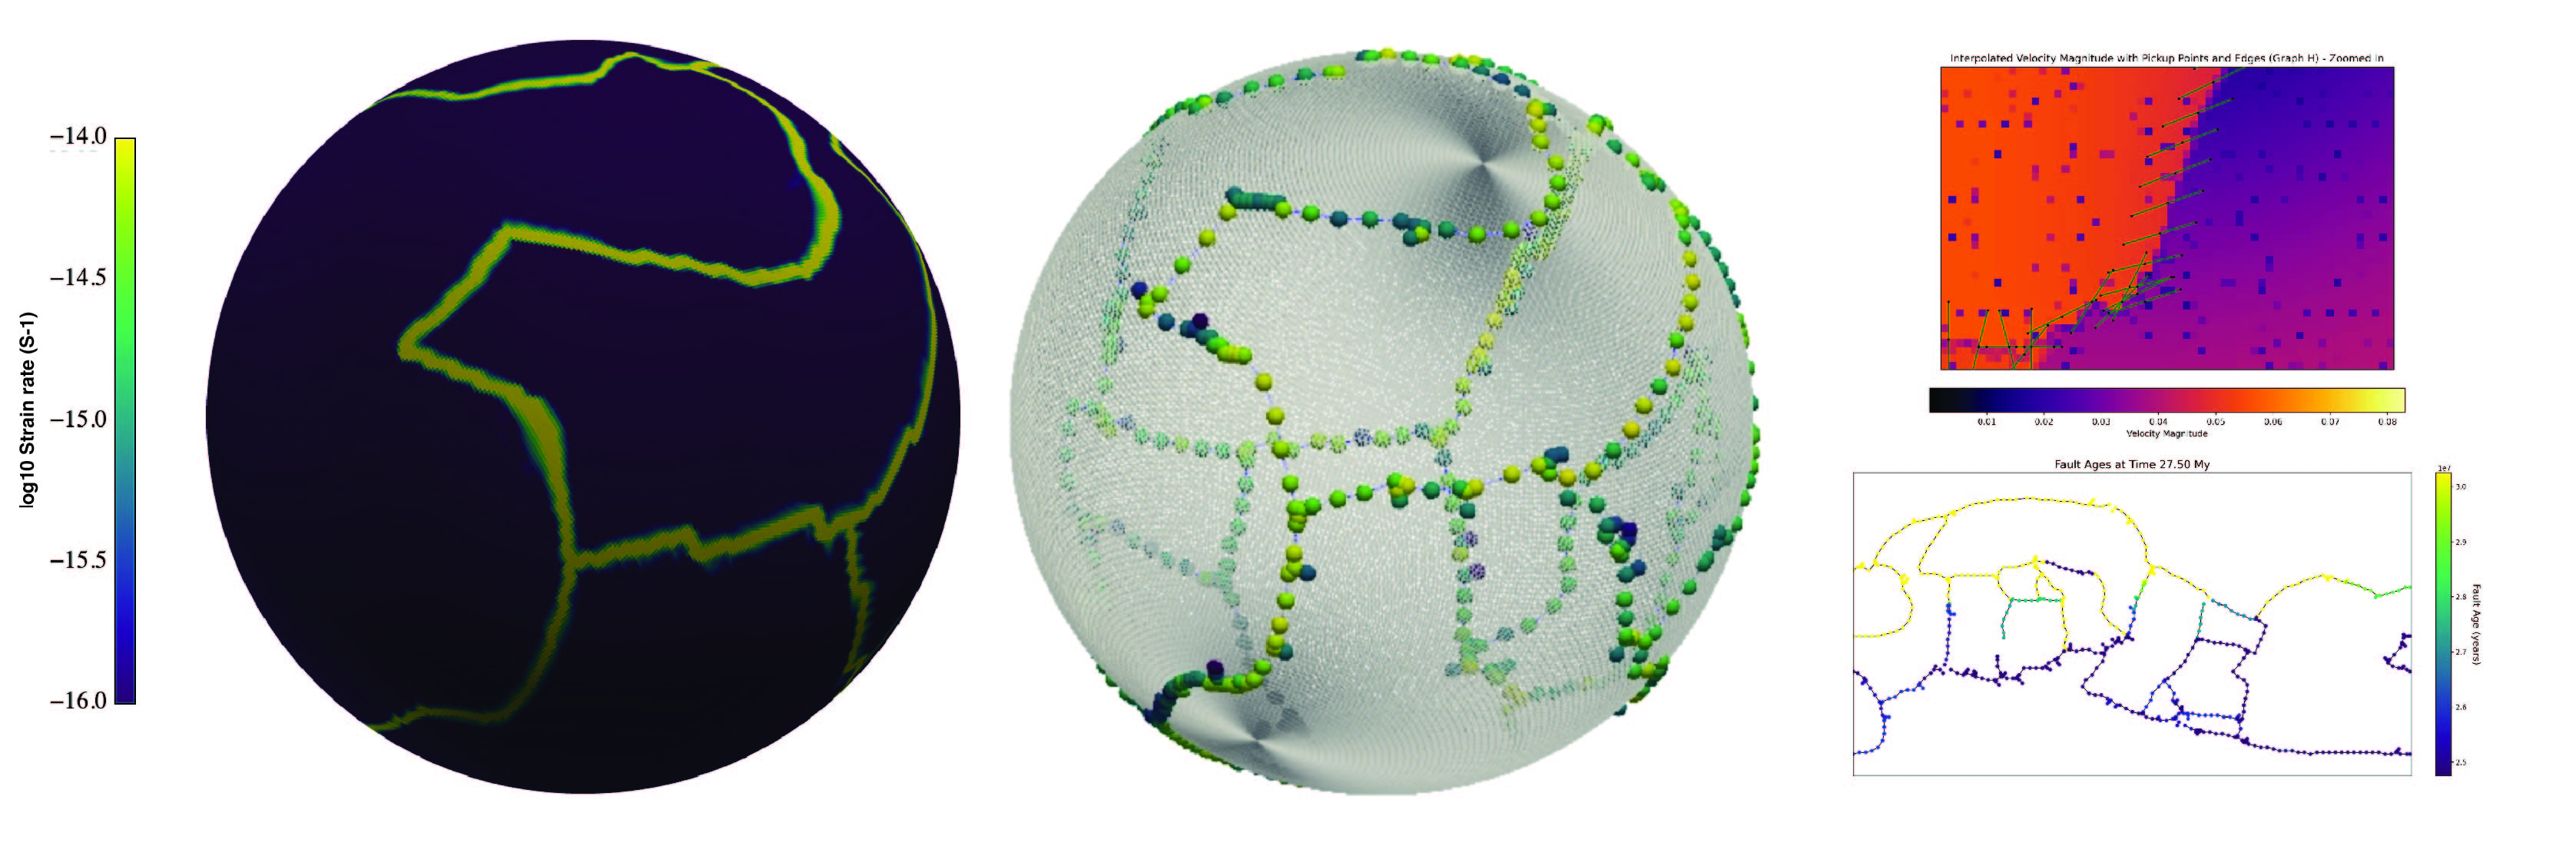 −14.0
−14.5
−15.0
−15.5
−16.0
log10 Strain rate (S-1)
Interpolated Velocity Magnitude with Pickup Points and Edges (Graph H) - Zoomed In
0.01 0.02 0.03 0.04 0.05 0.06 0.07 0.08
Velocity Magnitude
Fault Ages at Time 27.50 My
1e7
3.0
2.9
2.8
2.7
2.6
2.5
Fault Age (years)